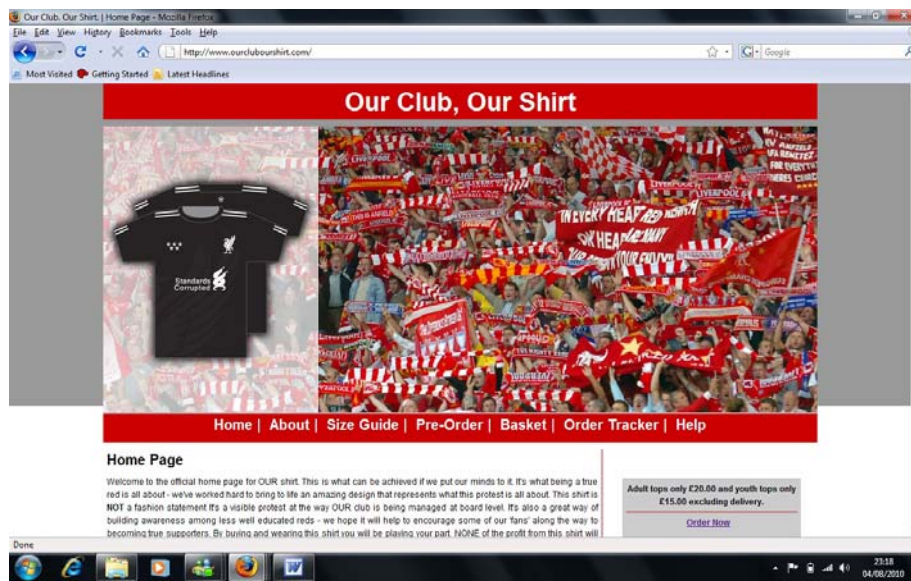 Our Club. Our Shirt. | Home Page - Mozilla Firefox
File Edit View History Bookmarks Tools Help
http://www.ourclubourshirt.com/
Google
Most Visited Getting Started Latest Headlines
Our Club, Our Shirt
LIVERPOOL
THIS IS ANFIELD
IN EVERY HEAD
Standards
Corrupted
Home | About | Size Guide | Pre-Order | Basket | Order Tracker | Help
Home Page
Welcome to the official home page for OUR shirt. This is what can be achieved if we put our minds to it. It's what being a true
red is all about - we've worked hard to bring to life an amazing design that represents what this protest is all about. This shirt is
NOT a fashion statement It's a visible protest at the way OUR club is being managed at board level. It's also a great way of
building awareness among less well educated reds - we hope it will help to encourage some of our fans' along the way to
becoming true supporters. By buying and wearing this shirt you will be playing your part. NONE of the profit from this shirt will
Adult tops only £20.00 and youth tops only
£15.00 excluding delivery.
Order Now
Done
23:18
04/08/2010